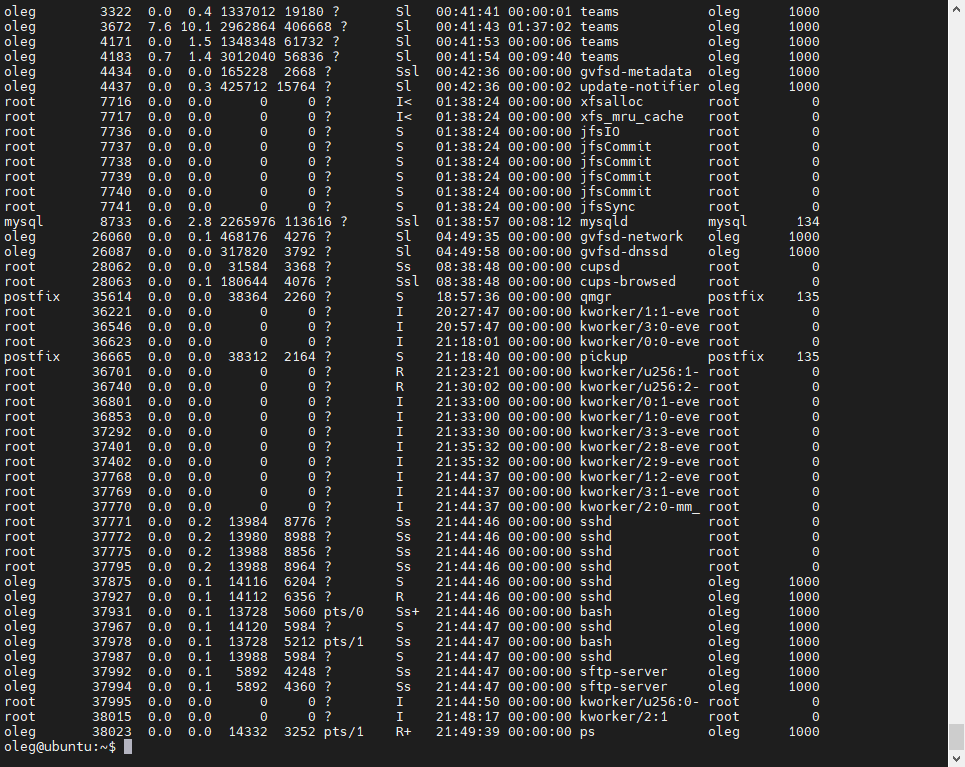 oleg 3322 0.0 0.4 1337012 19180 ? Sl 00:41:41 00:00:01 teams oleg 1000
oleg 3672 7.6 10.1 2962864 406668 ? Sl 00:41:43 01:37:02 teams oleg 1000
oleg 4171 0.0 1.5 1348348 61732 ? Sl 00:41:53 00:00:06 teams oleg 1000
oleg 4183 0.7 1.4 3012040 56836 ? Sl 00:41:54 00:09:40 teams oleg 1000
oleg 4434 0.0 0.0 165228 2668 ? Ssl 00:42:36 00:00:00 gvfsd-metadata oleg 1000
oleg 4437 0.0 0.3 425712 15764 ? Sl 00:42:36 00:00:02 update-notifier oleg 1000
root 7716 0.0 0.0 0 0 ? I< 01:38:24 00:00:00 xfsalloc root 0
root 7717 0.0 0.0 0 0 ? I< 01:38:24 00:00:00 xfs_mru_cache root 0
root 7736 0.0 0.0 0 0 ? S 01:38:24 00:00:00 jfsIO root 0
root 7737 0.0 0.0 0 0 ? S 01:38:24 00:00:00 jfsCommit root 0
root 7738 0.0 0.0 0 0 ? S 01:38:24 00:00:00 jfsCommit root 0
root 7739 0.0 0.0 0 0 ? S 01:38:24 00:00:00 jfsCommit root 0
root 7740 0.0 0.0 0 0 ? S 01:38:24 00:00:00 jfsCommit root 0
root 7741 0.0 0.0 0 0 ? S 01:38:24 00:00:00 jfsSync root 0
mysql 8733 0.6 2.8 2265976 113616 ? Ssl 01:38:57 00:08:12 mysqld mysql 134
oleg 26060 0.0 0.1 468176 4276 ? Sl 04:49:35 00:00:00 gvfsd-network oleg 1000
oleg 26087 0.0 0.0 317820 3792 ? Sl 04:49:58 00:00:00 gvfsd-dnssd oleg 1000
root 28062 0.0 0.0 31584 3368 ? Ss 08:38:48 00:00:00 cupsd root 0
root 28063 0.0 0.1 180644 4076 ? Ssl 08:38:48 00:00:00 cups-browsed root 0
postfix 35614 0.0 0.0 38364 2260 ? S 18:57:36 00:00:00 qmgr postfix 135
root 36221 0.0 0.0 0 0 ? I 20:27:47 00:00:00 kworker/1:1-eve root 0
root 36546 0.0 0.0 0 0 ? I 20:57:47 00:00:00 kworker/3:0-eve root 0
root 36623 0.0 0.0 0 0 ? I 21:18:01 00:00:00 kworker/0:0-eve root 0
postfix 36665 0.0 0.0 38312 2164 ? S 21:18:40 00:00:00 pickup postfix 135
root 36701 0.0 0.0 0 0 ? R 21:23:21 00:00:00 kworker/u256:1- root 0
root 36740 0.0 0.0 0 0 ? R 21:30:02 00:00:00 kworker/u256:2- root 0
root 36801 0.0 0.0 0 0 ? I 21:33:00 00:00:00 kworker/0:1-eve root 0
root 36853 0.0 0.0 0 0 ? I 21:33:00 00:00:00 kworker/1:0-eve root 0
root 37292 0.0 0.0 0 0 ? I 21:33:30 00:00:00 kworker/3:3-eve root 0
root 37401 0.0 0.0 0 0 ? I 21:35:32 00:00:00 kworker/2:8-eve root 0
root 37402 0.0 0.0 0 0 ? I 21:35:32 00:00:00 kworker/2:9-eve root 0
root 37768 0.0 0.0 0 0 ? I 21:44:37 00:00:00 kworker/1:2-eve root 0
root 37769 0.0 0.0 0 0 ? I 21:44:37 00:00:00 kworker/3:1-eve root 0
root 37770 0.0 0.0 0 0 ? I 21:44:37 00:00:00 kworker/2:0-mm_ root 0
root 37771 0.0 0.2 13984 8776 ? Ss 21:44:46 00:00:00 sshd root 0
root 37772 0.0 0.2 13980 8988 ? Ss 21:44:46 00:00:00 sshd root 0
root 37775 0.0 0.2 13988 8856 ? Ss 21:44:46 00:00:00 sshd root 0
root 37795 0.0 0.2 13988 8964 ? Ss 21:44:46 00:00:00 sshd root 0
oleg 37875 0.0 0.1 14116 6204 ? S 21:44:46 00:00:00 sshd oleg 1000
oleg 37927 0.0 0.1 14112 6356 ? R 21:44:46 00:00:00 sshd oleg 1000
oleg 37931 0.0 0.1 13728 5060 pts/0 Ss+ 21:44:46 00:00:00 bash oleg 1000
oleg 37967 0.0 0.1 14120 5984 ? S 21:44:47 00:00:00 sshd oleg 1000
oleg 37978 0.0 0.1 13728 5212 pts/1 Ss 21:44:47 00:00:00 bash oleg 1000
oleg 37987 0.0 0.1 13988 5984 ? S 21:44:47 00:00:00 sshd oleg 1000
oleg 37992 0.0 0.1 5892 4248 ? Ss 21:44:47 00:00:00 sftp-server oleg 1000
oleg 37994 0.0 0.1 5892 4360 ? Ss 21:44:47 00:00:00 sftp-server oleg 1000
root 37995 0.0 0.0 0 0 ? I 21:44:50 00:00:00 kworker/u256:0- root 0
root 38015 0.0 0.0 0 0 ? I 21:48:17 00:00:00 kworker/2:1 root 0
oleg 38023 0.0 0.0 14332 3252 pts/1 R+ 21:49:39 00:00:00 ps oleg 1000
oleg@ubuntu:~$